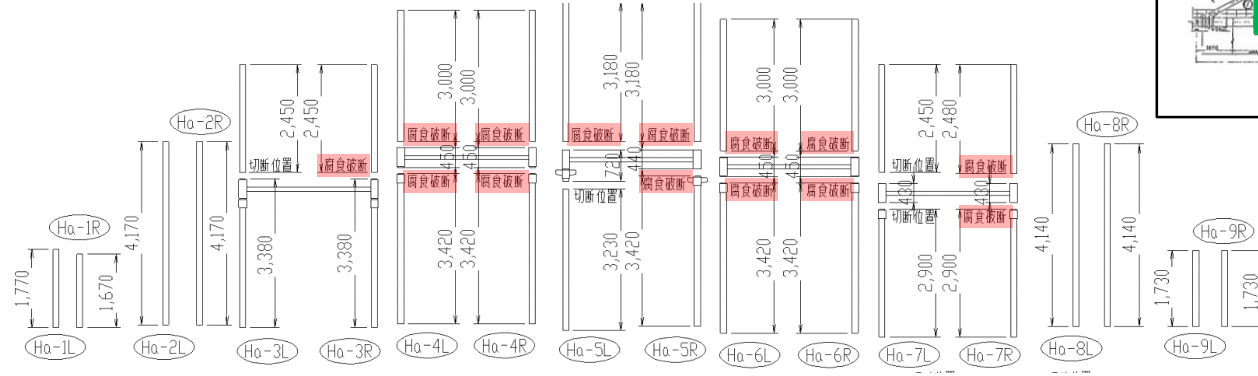 Ha-1L
1,770
Ha-1R
1,670
Ha-2L
4,170
Ha-2R
4,170
Ha-3L
2,450
切断位置
3,380
Ha-3R
2,450
腐食破断
3,380
Ha-4L
3,000
腐食破断
450
腐食破断
3,420
Ha-4R
3,000
腐食破断
450
腐食破断
3,420
Ha-5L
3,180
腐食破断
720
切断位置
3,230
Ha-5R
3,180
腐食破断
440
腐食破断
3,420
Ha-6L
3,000
腐食破断
450
腐食破断
3,420
Ha-6R
3,000
腐食破断
450
腐食破断
3,420
Ha-7L
2,450
切断位置
430
切断位置
2,900
Ha-7R
2,480
腐食破断
430
腐食破断
2,900
Ha-8L
4,140
Ha-8R
4,140
Ha-9L
1,730
Ha-9R
1,730